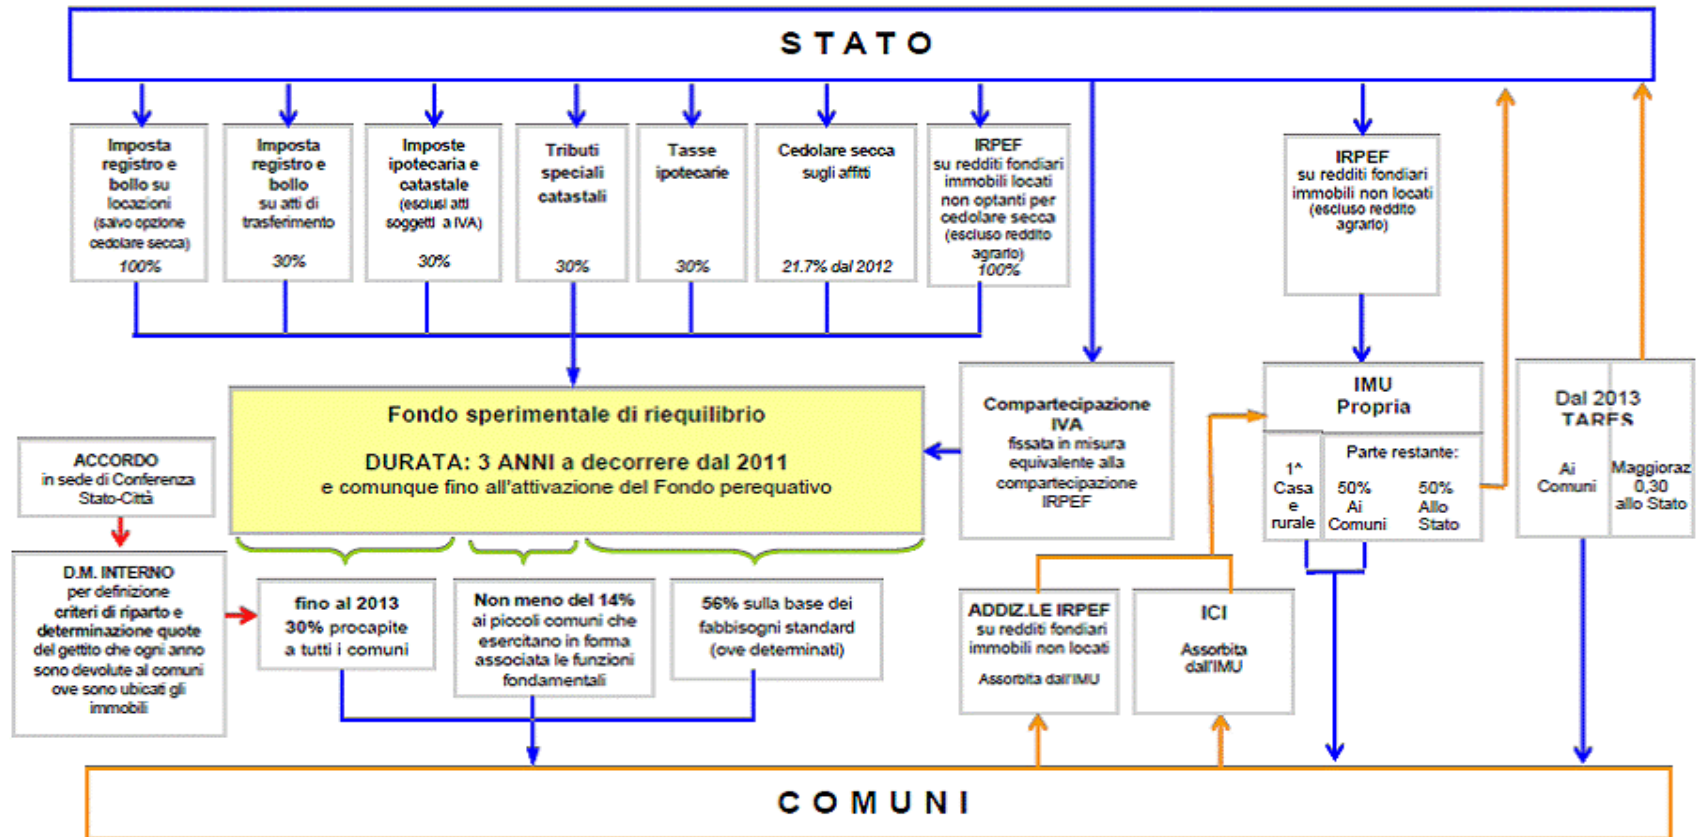 STATO
Imposta
registro e
bollo su
locazioni
(salvo opzione
cedolare secca)
100%
Imposta
registro e
bollo
su atti di
trasferimento
30%
Imposte
ipotecaria e
catastale
(esclusi atti
soggetti a IVA)
30%
Tributi
speciali
catastali
30%
Tasse
ipotecarie
30%
Cedolare secca
sugli affitti
21.7% dal 2012
IRPEF
su redditi fondiari
immobili locati
non optanti per
cedolare secca
(escluso reddito
agrario)
100%
IRPEF
su redditi fondiari
immobili non locati
(escluso reddito
agrario)
Fondo sperimentale di riequilibrio
DURATA: 3 ANNI a decorrere dal 2011
e comunque fino all'attivazione del Fondo perequativo
Compartecipazione
IVA
fissata in misura
equivalente alla
compartecipazione
IRPEF
IMU
Propria
1^
Casa
e
rurale
Parte restante:
50%
Ai
Comuni
50%
Allo
Stato
Dal 2013
TARES
Ai
Comuni
Maggioraz
0,30
allo Stato
ACCORDO
in sede di Conferenza
Stato-Città
D.M. INTERNO
per definizione
criteri di riparto e
determinazione quote
del gettito che ogni anno
sono devolute ai comuni
ove sono ubicati gli
immobili
fino al 2013
30% procapite
a tutti i comuni
Non meno del 14%
ai piccoli comuni che
esercitano in forma
associata le funzioni
fondamentali
56% sulla base dei
fabbisogni standard
(ove determinati)
ADDIZ.LE IRPEF
su redditi fondiari
immobili non locati
Assorbita dall'IMU
ICI
Assorbita
dall'IMU
COMUNI